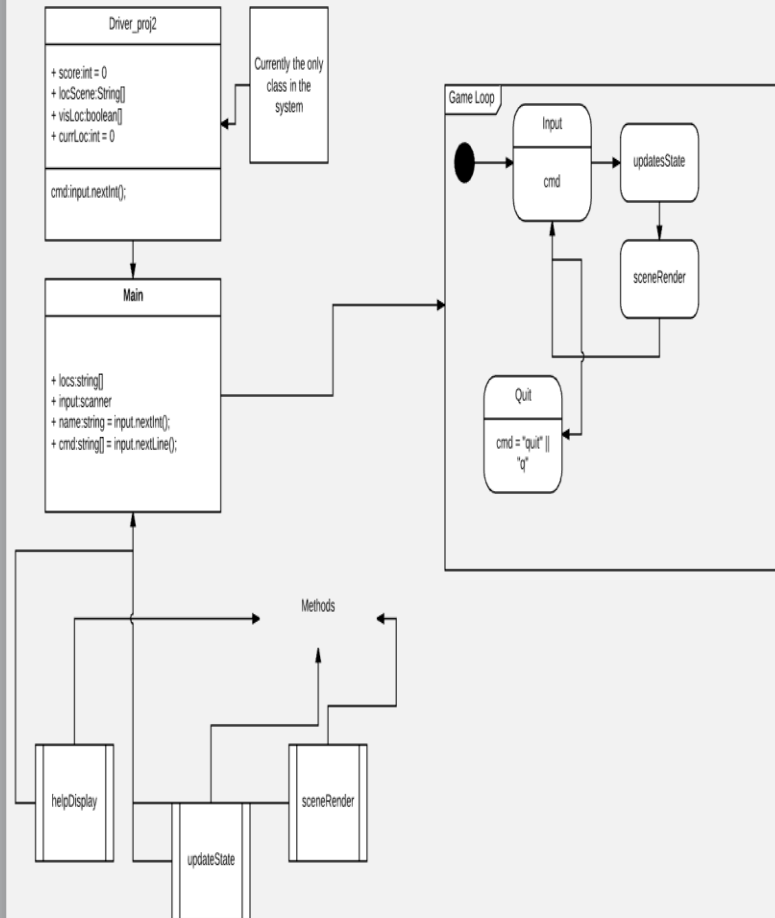 Driver_proj2
+ score:int = 0
+ locScene:String[]
+ visLoc:boolean[]
+ currLoc:int = 0
cmd:input.nextInt();
Currently the only
class in the
system
Main
+ locs:string[]
+ input:scanner
+ name:string = input.nextInt();
+ cmd:string[] = input.nextLine();
Game Loop
Input
cmd
updatesState
sceneRender
Quit
cmd = "quit" ||
"q"
Methods
helpDisplay
updateState
sceneRender